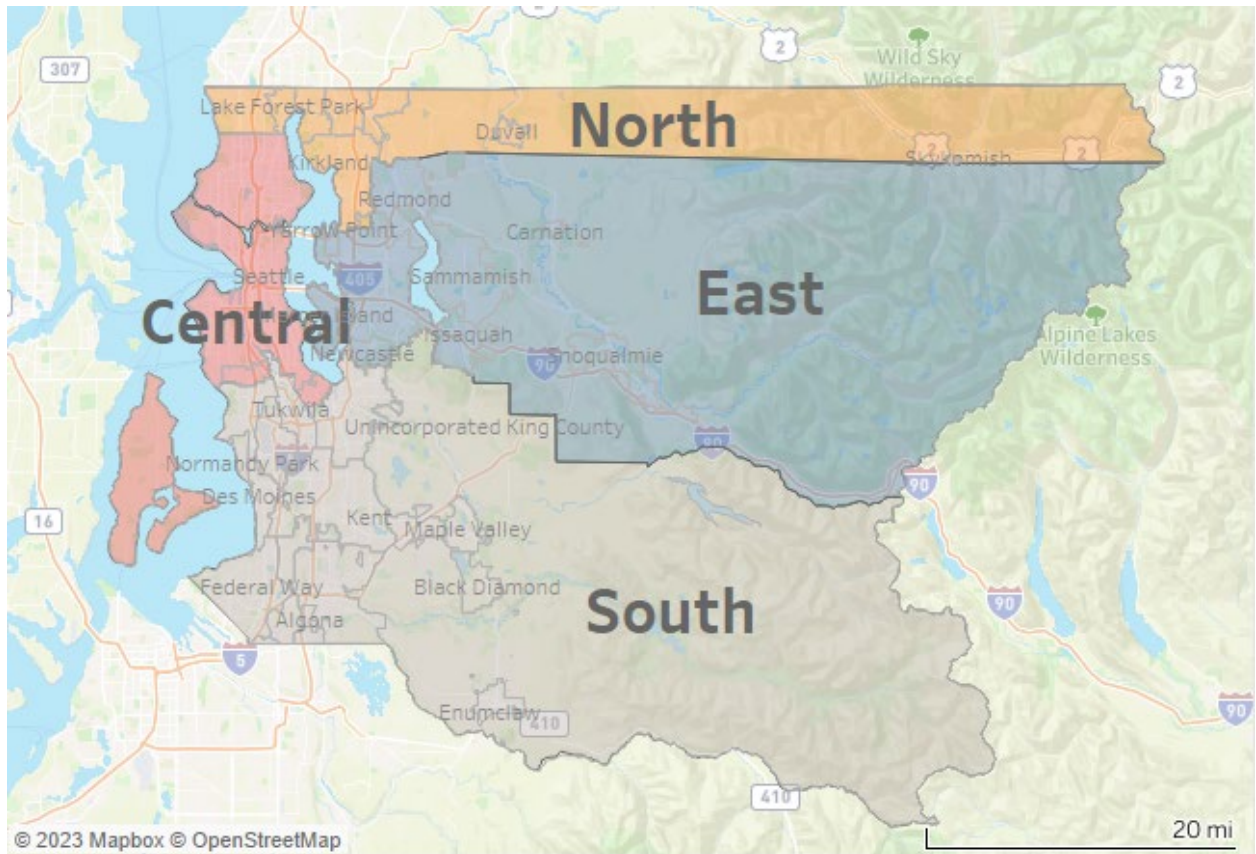 2
Wild Sky
Wilderness
307
2
Lake Forest Park
North
Duvall
2
2
Skykomish
Kirkland
Redmond
Yarrow Point
Carnation
Seattle
405
Sammamish
East
Central
Issaquah
Alpine Lakes
Wilderness
Newcastle
90
Snoqualmie
Tukwila
Unincorporated King County
90
Normandy Park
90
Des Moines
16
Kent
Maple Valley
Federal Way
Black Diamond
South
90
Algona
5
Enumclaw
410
90
410
© 2023 Mapbox © OpenStreetMap
20 mi